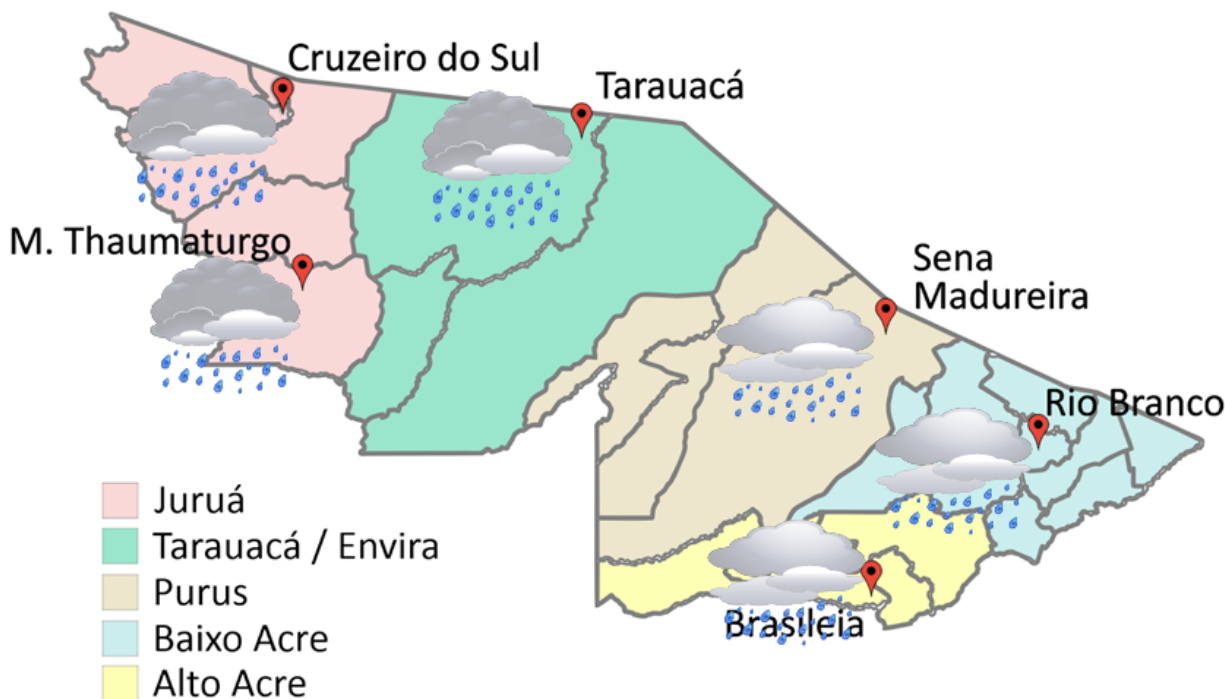 Cruzeiro do Sul
Tarauacá
M. Thaumaturgo
Sena
Madureira
Rio Branco
Brasileia
Juruá
Tarauacá / Envira
Purus
Baixo Acre
Alto Acre